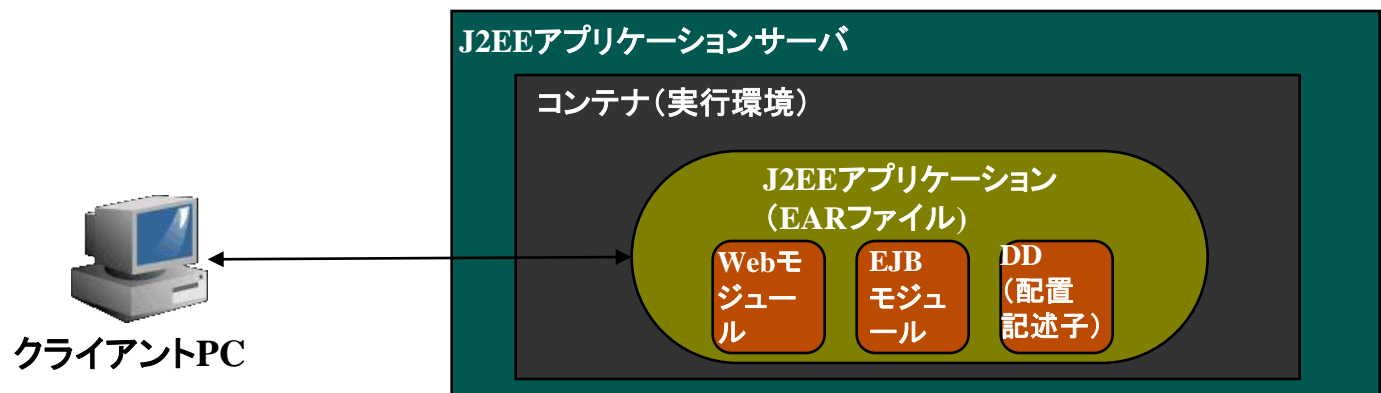 J2EEアプリケーションサーバ
コンテナ（実行環境）
J2EEアプリケーション
（EARファイル)
Webモ
ジュー
ル
EJB
モジュ
ール
DD
（配置
記述子）
クライアントPC